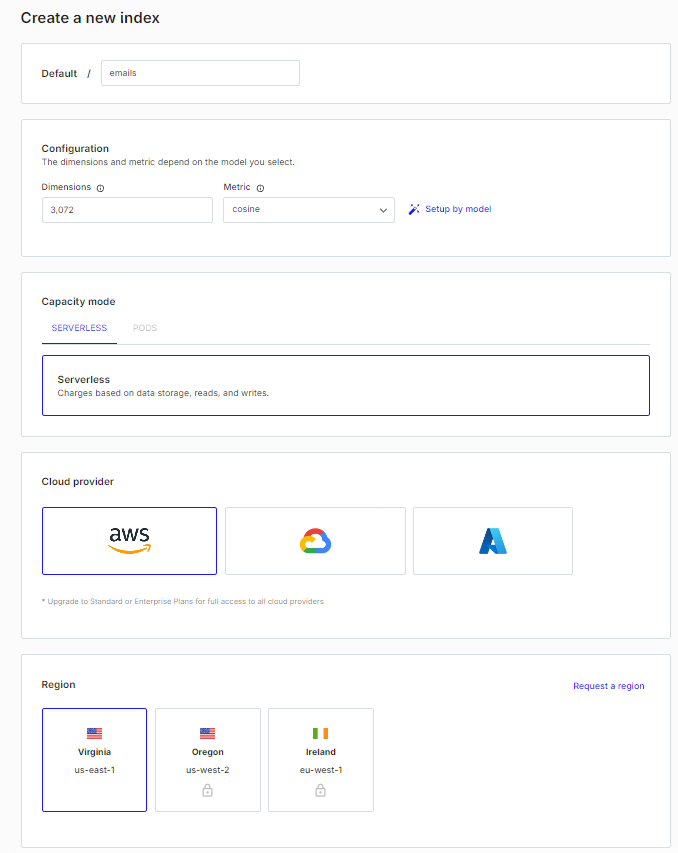 Create a new index
Default / emails
Configuration
The dimensions and metric depend on the model you select.
Dimensions Metric
3,072 cosine Setup by model
Capacity mode
SERVERLESS PODS
Serverless
Charges based on data storage, reads, and writes.
Cloud provider
aws
* Upgrade to Standard or Enterprise Plans for full access to all cloud providers
Region Request a region
Virginia Oregon Ireland
us-east-1 us-west-2 eu-west-1